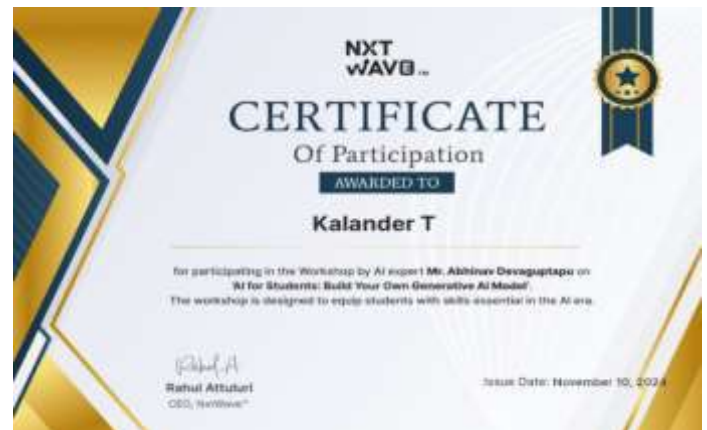 NXT
WAVE
CERTIFICATE
Of Participation
AWARDED TO
Kalander T
for participating in the Workshop by AI expert Mr. Abhinav Devaguptapu on
'AI for Students: Build Your Own Generative AI Model'.
The workshop is designed to equip students with skills essential in the AI era.
Rahul A
Rahul Attuluri
CEO, NxtWave
Issue Date: November 10, 2024